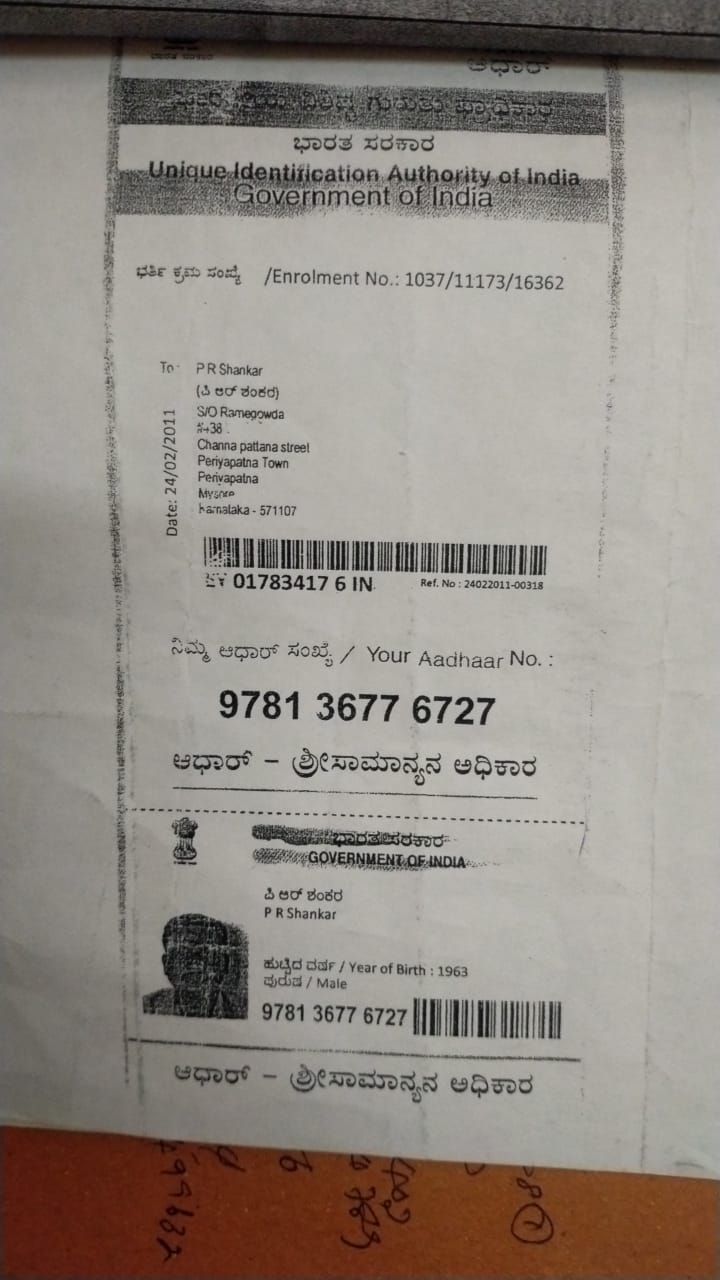 ಆಧಾರ್
ಭಾರತ ಸರಕಾರ
Unique Identification Authority of India
Government of India
ಭರ್ತಿ ಕ್ರಮ ಸಂಖ್ಯೆ /Enrolment No.: 1037/11173/16362
To
P R Shankar
(ಪಿ ಆರ್ ಶಂಕರ)
S/O Ramegowda
Channa pattana street
Periyapatna Town
Periyapatna
Mysore
Karnataka - 571107
Date: 24/02/2011
01783417 6 IN
Ref. No : 24022011-00318
ನಿಮ್ಮ ಆಧಾರ್ ಸಂಖ್ಯೆ / Your Aadhaar No. :
9781 3677 6727
ಆಧಾರ್ – ಶ್ರೀಸಾಮಾನ್ಯನ ಅಧಿಕಾರ
ಭಾರತ ಸರಕಾರ
GOVERNMENT OF INDIA
ಪಿ ಆರ್ ಶಂಕರ
P R Shankar
ಹುಟ್ಟಿದ ವರ್ಷ / Year of Birth : 1963
ಪುರುಷ / Male
9781 3677 6727
ಆಧಾರ್ – ಶ್ರೀಸಾಮಾನ್ಯನ ಅಧಿಕಾರ